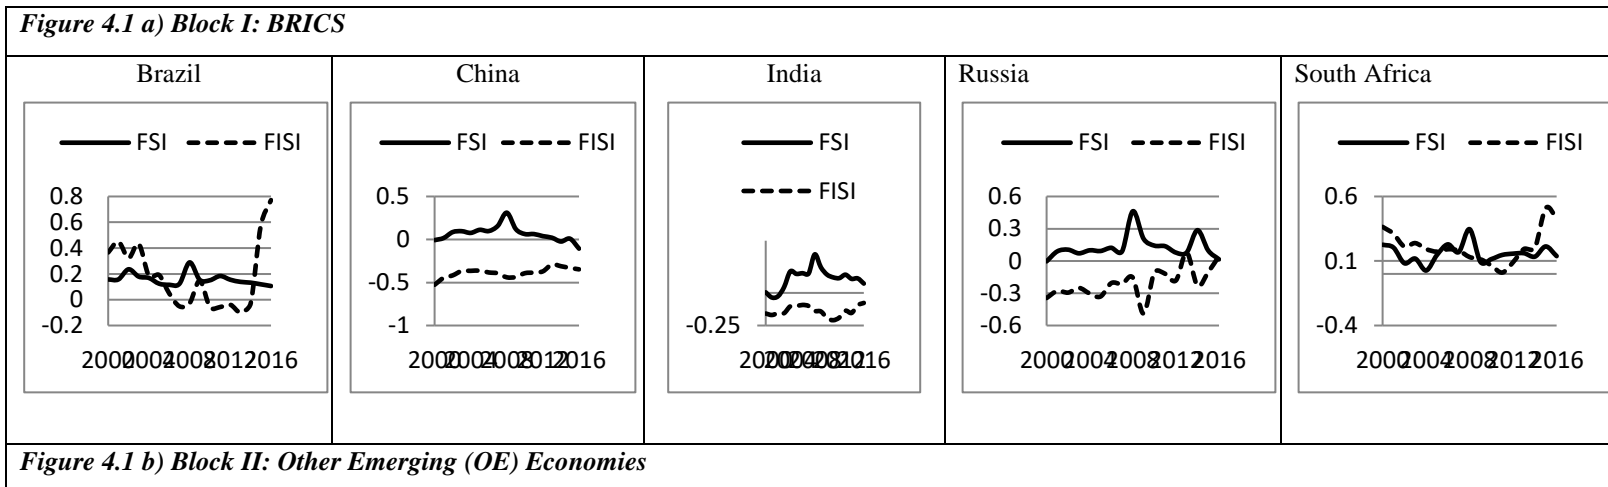 Figure 4.1 a) Block I: BRICS
Brazil
FSI FISI
0.8
0.6
0.4
0.2
0
-0.2
2000 2004 2008 2012 2016
China
FSI FISI
0.5
0
-0.5
-1
2000 2004 2008 2012 2016
India
FSI
FISI
-0.25
2000 2004 2008 2012 2016
Russia
FSI FISI
0.6
0.3
0
-0.3
-0.6
2000 2004 2008 2012 2016
South Africa
FSI FISI
0.6
0.1
-0.4
2000 2004 2008 2012 2016
Figure 4.1 b) Block II: Other Emerging (OE) Economies